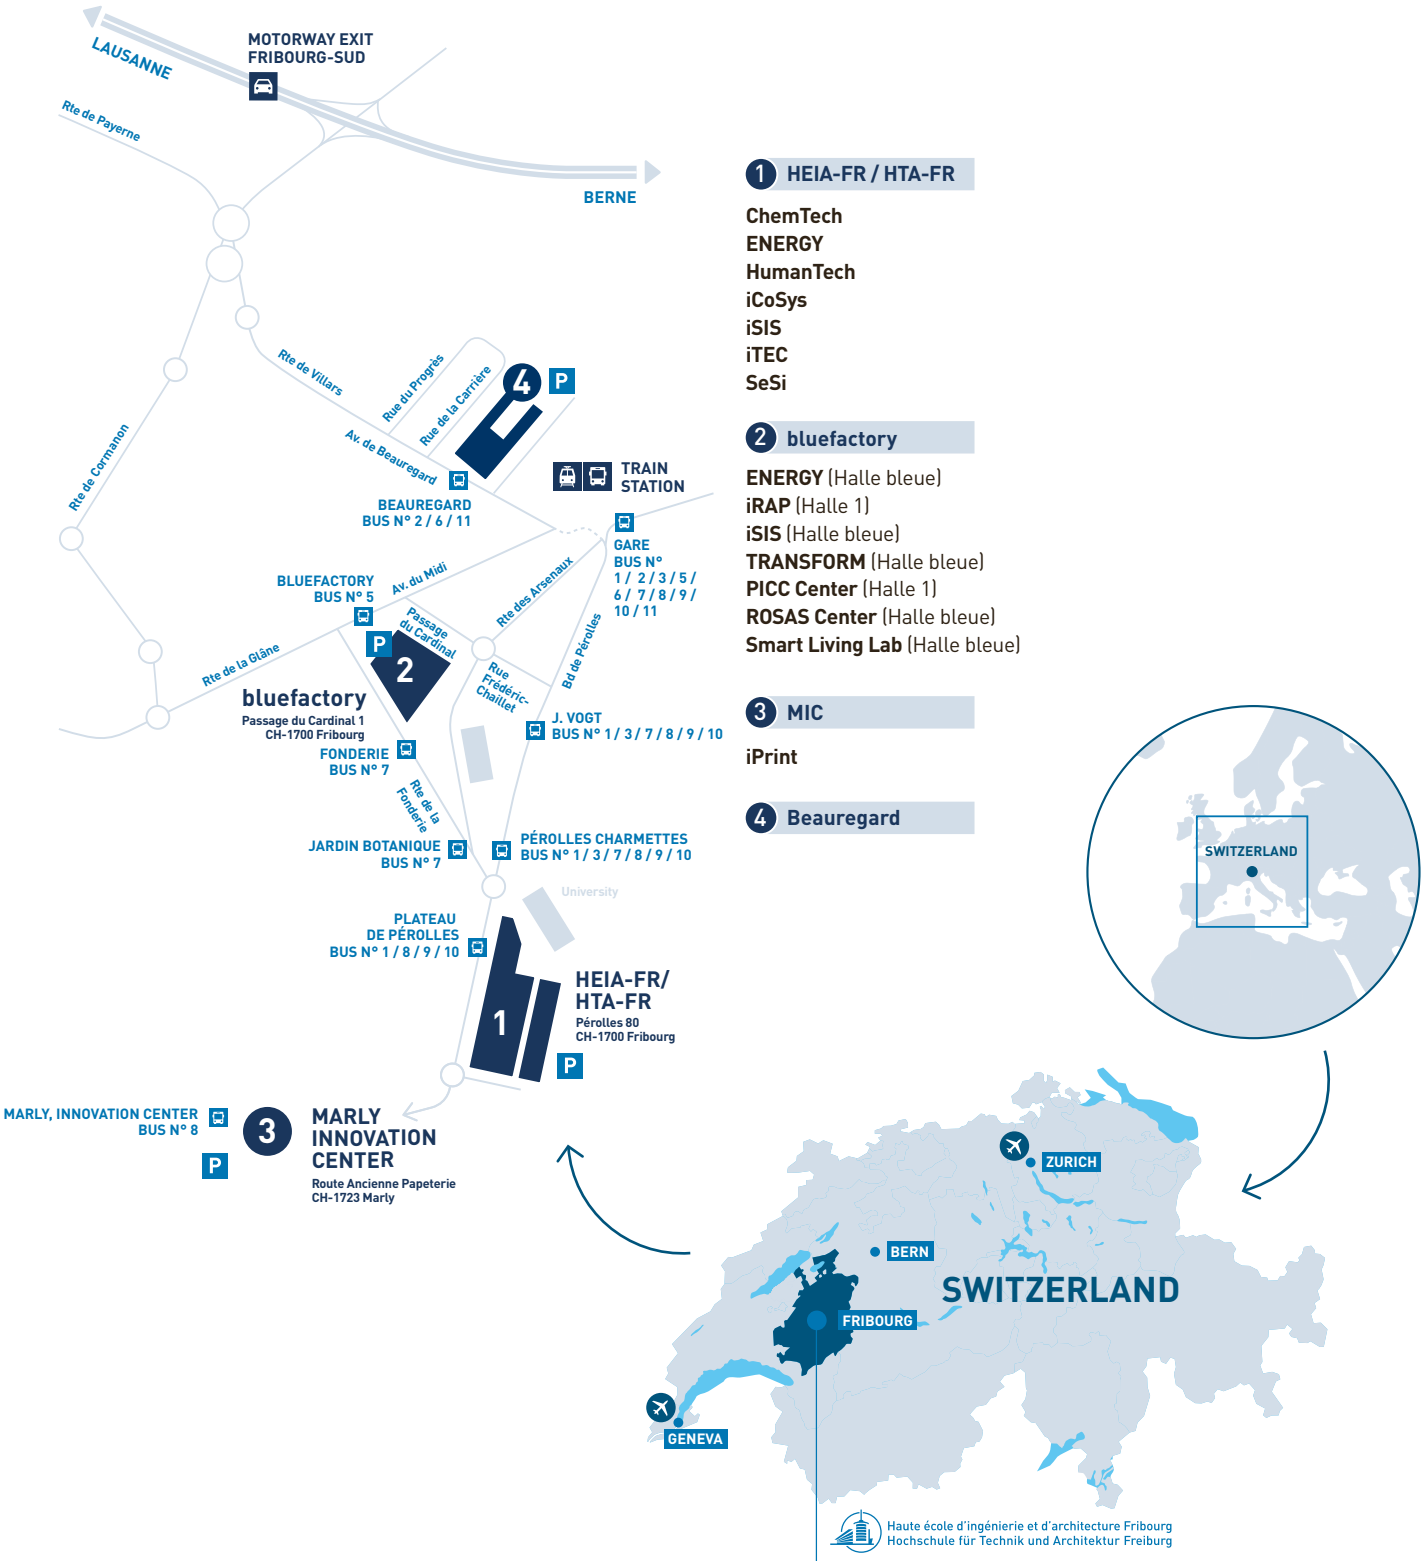 LAUSANNE
MOTORWAY EXIT
FRIBOURG-SUD
Rte de Payerne
BERNE
Rte de Villars
Rue du Progrès
Rue de la Carrière
4
P
Av. de Beauregard
Rte de Cormanon
TRAIN
STATION
BEAUREGARD
BUS N° 2 / 6 / 11
GARE
BUS N°
1 / 2 / 3 / 5 /
6 / 7 / 8 / 9 /
10 / 11
Av. du Midi
Rte des Arsenaux
BLUEFACTORY
BUS N° 5
P
Passage
du Cardinal
2
Bd de Pérolles
Rte de la Glâne
Rue
Frédéric-
Chaillet
bluefactory
Passage du Cardinal 1
CH-1700 Fribourg
J. VOGT
BUS N° 1 / 3 / 7 / 8 / 9 / 10
FONDERIE
BUS N° 7
Rte de la
Fonderie
JARDIN BOTANIQUE
BUS N° 7
PÉROLLES CHARMETTES
BUS N° 1 / 3 / 7 / 8 / 9 / 10
University
PLATEAU
DE PÉROLLES
BUS N° 1 / 8 / 9 / 10
1
HEIA-FR/
HTA-FR
Pérolles 80
CH-1700 Fribourg
P
MARLY, INNOVATION CENTER
BUS N° 8
P
3
MARLY
INNOVATION
CENTER
Route Ancienne Papeterie
CH-1723 Marly
1 HEIA-FR / HTA-FR
ChemTech
ENERGY
HumanTech
iCoSys
iSIS
iTEC
SeSi
2 bluefactory
ENERGY (Halle bleue)
iRAP (Halle 1)
iSIS (Halle bleue)
TRANSFORM (Halle bleue)
PICC Center (Halle 1)
ROSAS Center (Halle bleue)
Smart Living Lab (Halle bleue)
3 MIC
iPrint
4 Beauregard
SWITZERLAND
ZURICH
BERN
SWITZERLAND
FRIBOURG
GENEVA
Haute école d'ingénierie et d'architecture Fribourg
Hochschule für Technik und Architektur Freiburg